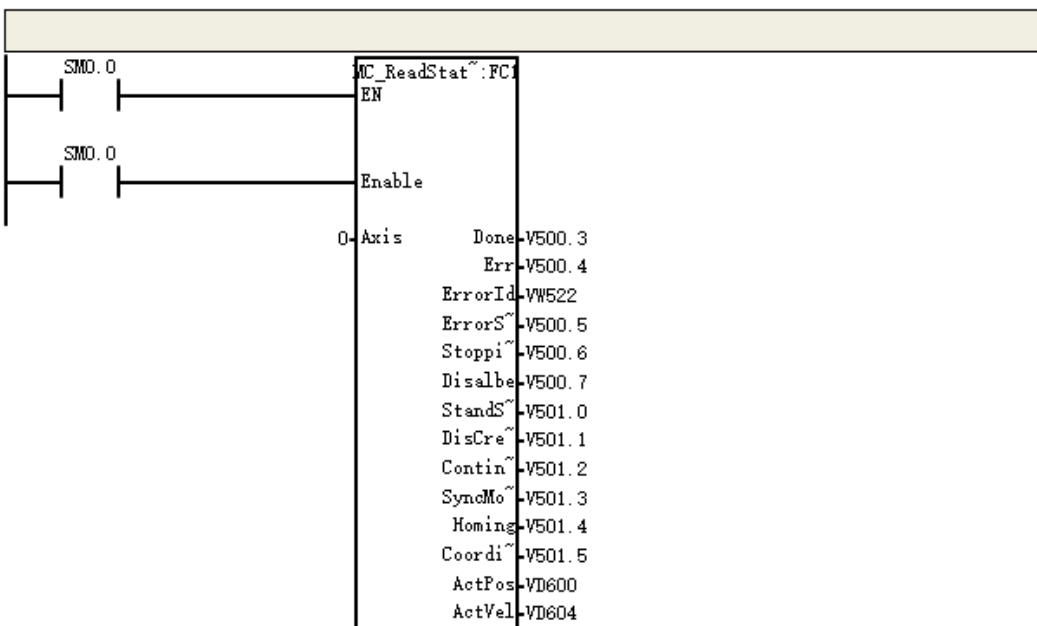 SM0.0
MC_ReadStat~:FC1
EN
SM0.0
Enable
0 Axis Done V500.3
Err V500.4
ErrorId VW522
ErrorS~ V500.5
Stoppi~ V500.6
Disalbe V500.7
StandS~ V501.0
DisCre~ V501.1
Contin~ V501.2
SyncMo~ V501.3
Homing V501.4
Coordi~ V501.5
ActPos VD600
ActVel VD604